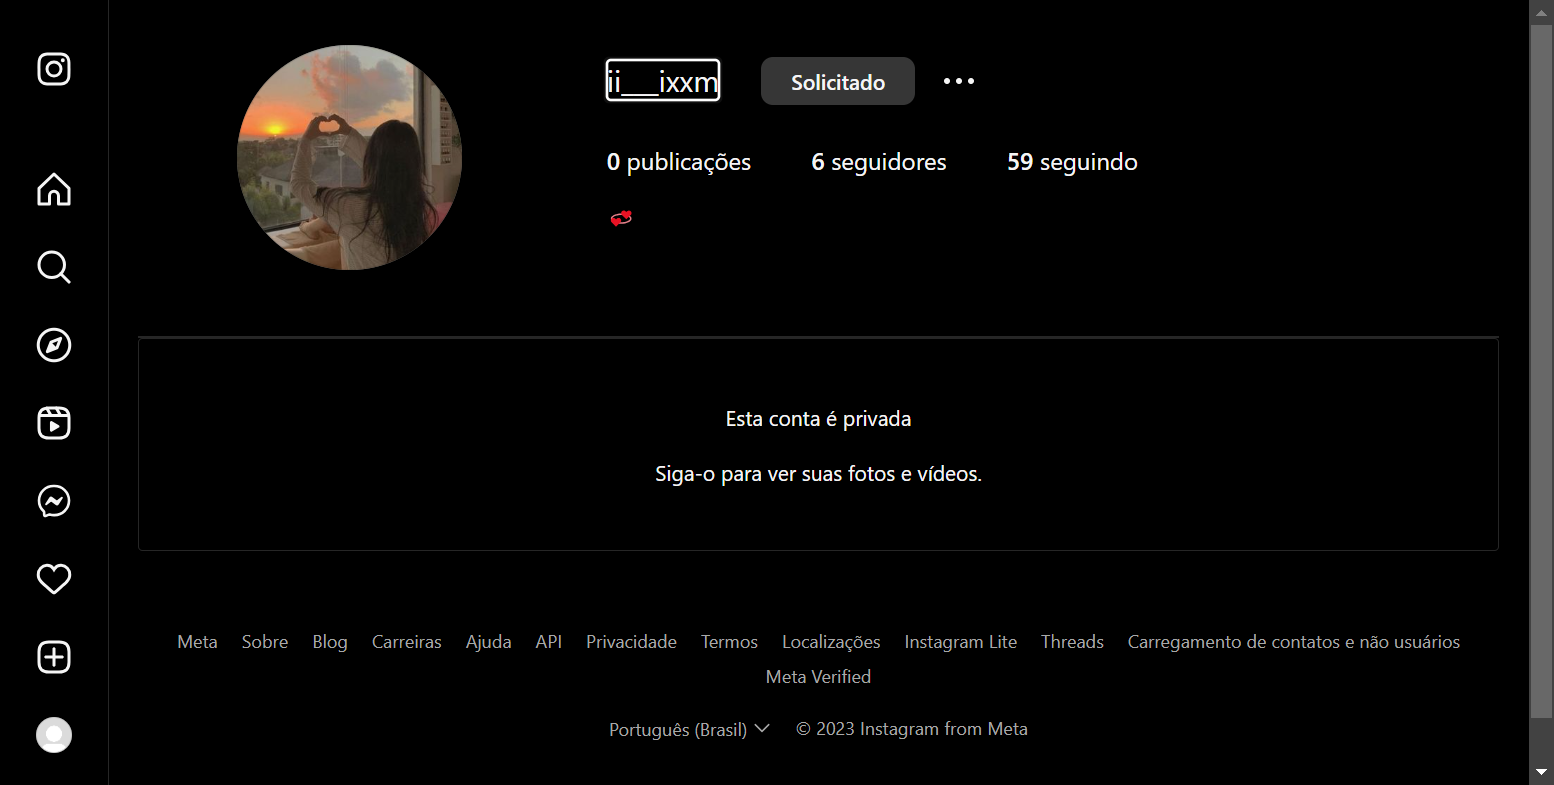 ii___ixxm Solicitado
0 publicações 6 seguidores 59 seguindo
💞
Esta conta é privada
Siga-o para ver suas fotos e vídeos.
Meta Sobre Blog Carreiras Ajuda API Privacidade Termos Localizações Instagram Lite Threads Carregamento de contatos e não usuários
Meta Verified
Português (Brasil) © 2023 Instagram from Meta